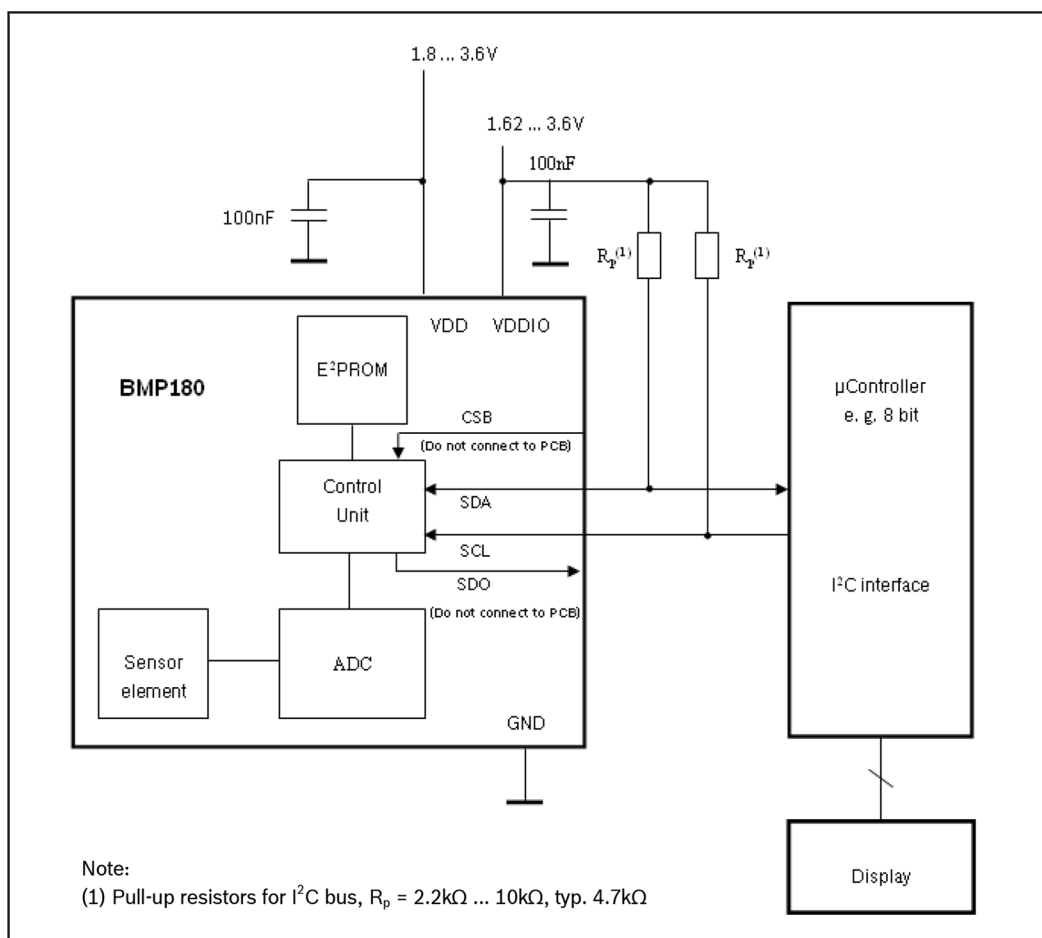 1.8 ... 3.6V
1.62 ... 3.6V
100nF
100nF
Rₚ⁽¹⁾
Rₚ⁽¹⁾
VDD
VDDIO
E²PROM
BMP180
µController
e. g. 8 bit
CSB
(Do not connect to PCB)
Control
Unit
SDA
SCL
SDO
(Do not connect to PCB)
I²C interface
Sensor
element
ADC
GND
Display
Note:
(1) Pull-up resistors for I²C bus, Rₚ = 2.2kΩ ... 10kΩ, typ. 4.7kΩ